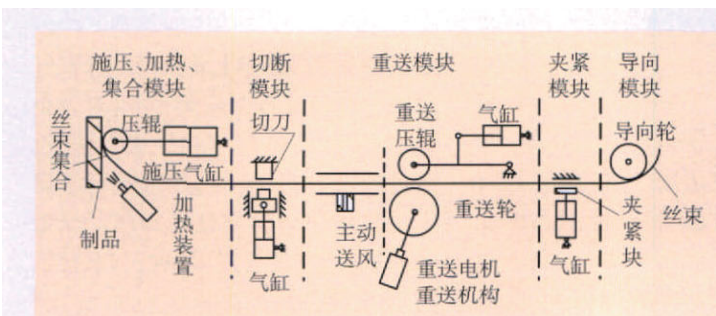 施压、加热、
集合模块
切断
模块
重送模块
夹紧
模块
导向
模块
丝束集合
压辊
施压气缸
加热装置
制品
切刀
气缸
主动
送风
重送
压辊
气缸
重送轮
重送电机
重送机构
气缸
夹紧块
导向轮
丝束